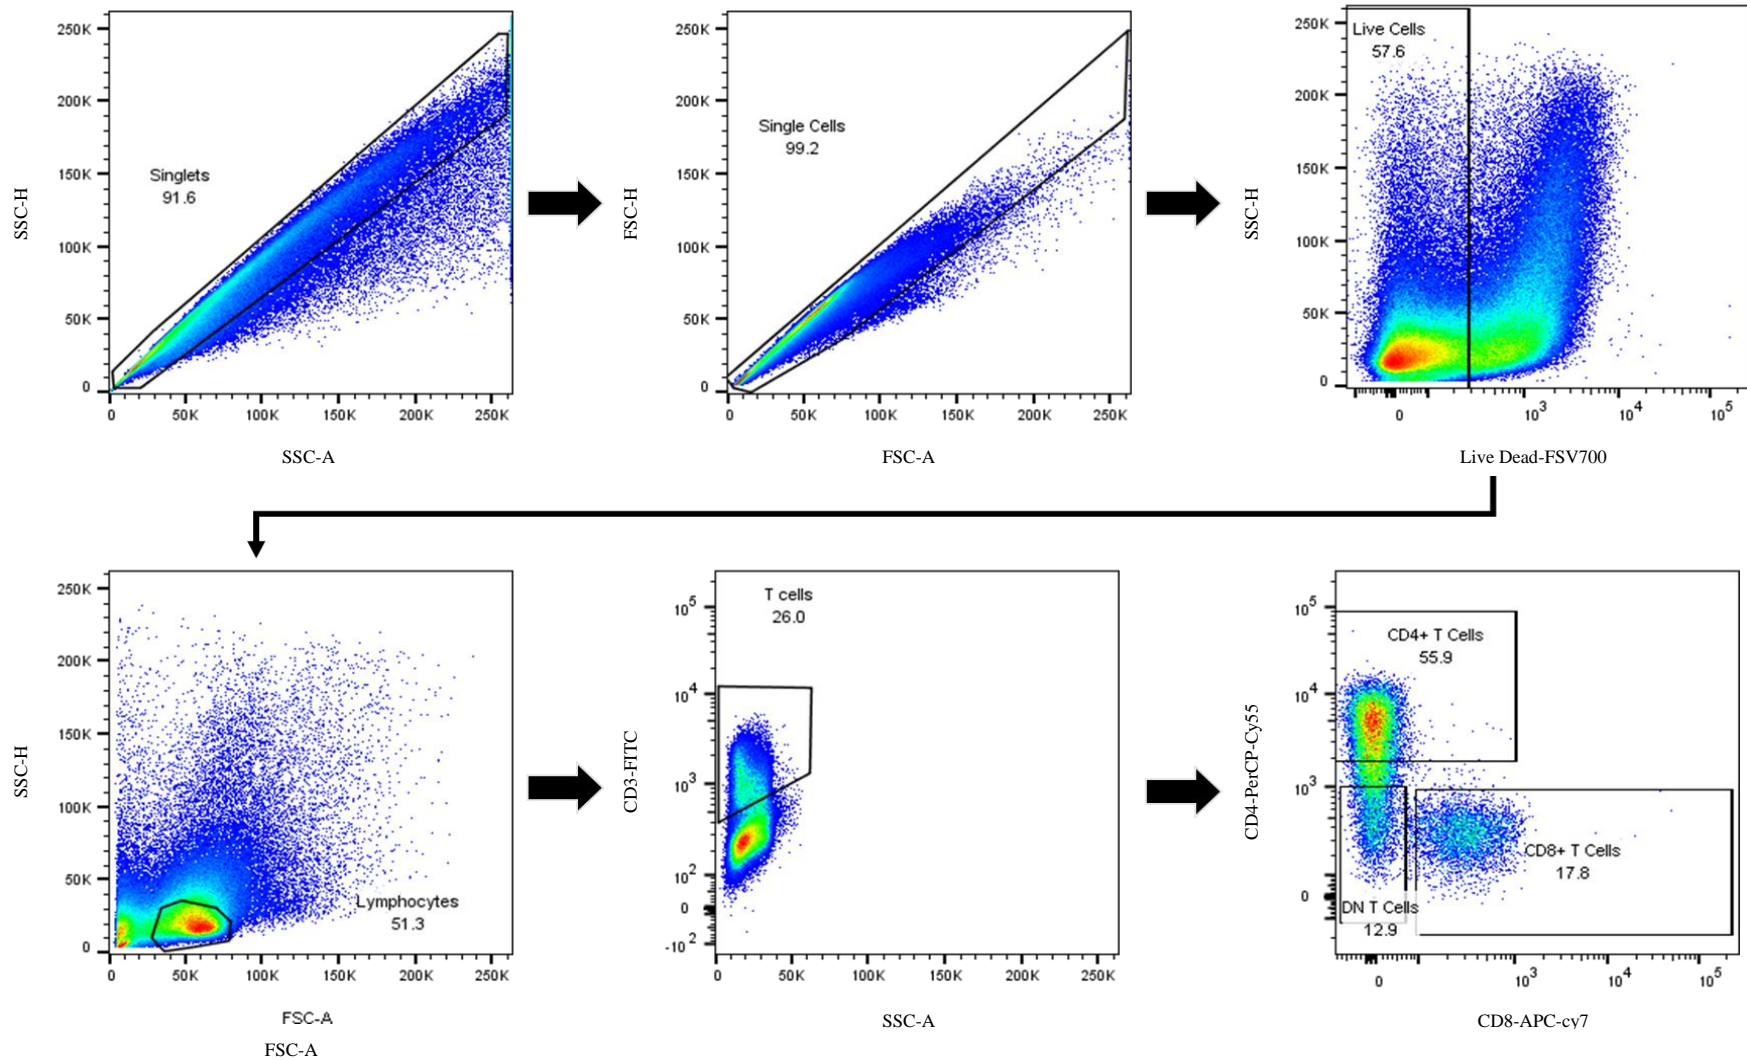 250K
200K
150K
100K
50K
0
SSC-H
Singlets
91.6
0 50K 100K 150K 200K 250K
SSC-A
250K
200K
150K
100K
50K
0
FSC-H
Single Cells
99.2
0 50K 100K 150K 200K 250K
FSC-A
250K
200K
150K
100K
50K
0
SSC-H
Live Cells
57.6
0 10^3 10^4 10^5
Live Dead-FSV700
250K
200K
150K
100K
50K
0
SSC-H
Lymphocytes
51.3
0 50K 100K 150K 200K 250K
FSC-A
FSC-A
10^5
10^4
10^3
10^2
0
-10^2
CD3-FITC
T cells
26.0
0 50K 100K 150K 200K 250K
SSC-A
10^5
10^4
10^3
0
CD4-PerCP-Cy55
CD4+ T Cells
55.9
CD8+ T Cells
17.8
DN T Cells
12.9
0 10^3 10^4 10^5
CD8-APC-cy7